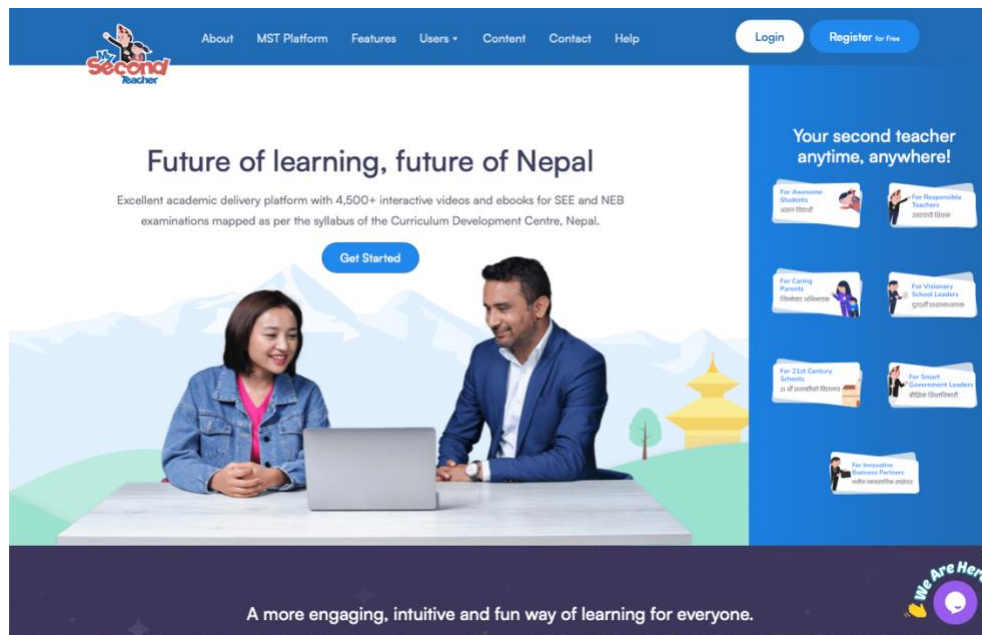 My
Second
Teacher
About
MST Platform
Features
Users
Content
Contact
Help
Login
Register for Free
Future of learning, future of Nepal
Excellent academic delivery platform with 4,500+ interactive videos and ebooks for SEE and NEB
examinations mapped as per the syllabus of the Curriculum Development Centre, Nepal.
Get Started
Your second teacher
anytime, anywhere!
For Awesome
Students
For Responsible
Teachers
For Caring
Parents
For Visionary
School Leaders
For 21st Century
Schools
For Smart
Government Leaders
For Innovative
Business Partners
A more engaging, intuitive and fun way of learning for everyone.
We Are Here